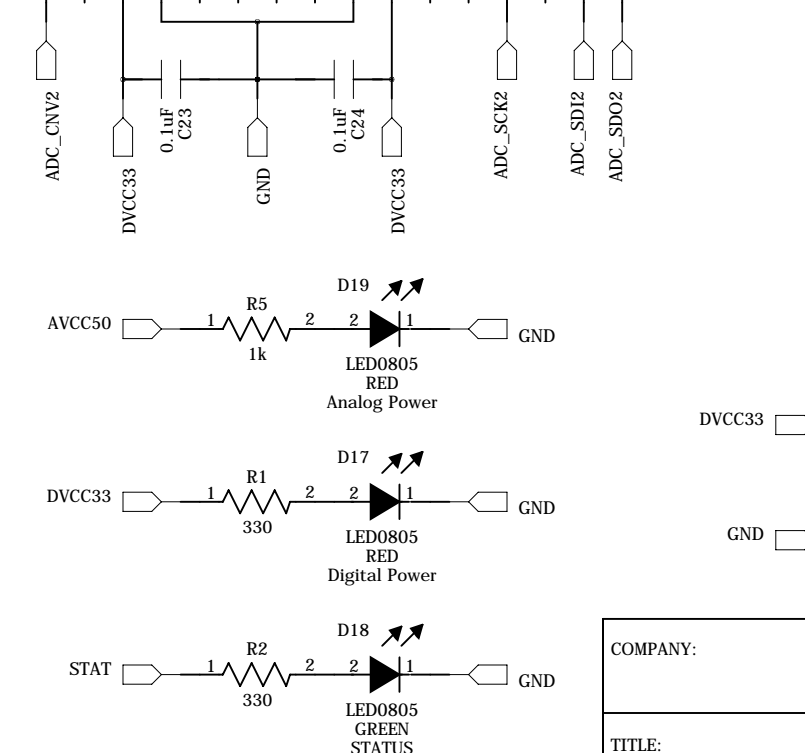 ADC_CNV2
DVCC33
0.1uF
C23
GND
0.1uF
C24
DVCC33
ADC_SCK2
ADC_SDI2
ADC_SDO2
AVCC50
1
R5
1k
2
D19
2
1
LED0805
RED
Analog Power
GND
DVCC33
DVCC33
1
R1
330
2
D17
2
1
LED0805
RED
Digital Power
GND
GND
STAT
1
R2
330
2
D18
2
1
LED0805
GREEN
STATUS
GND
COMPANY:
TITLE: